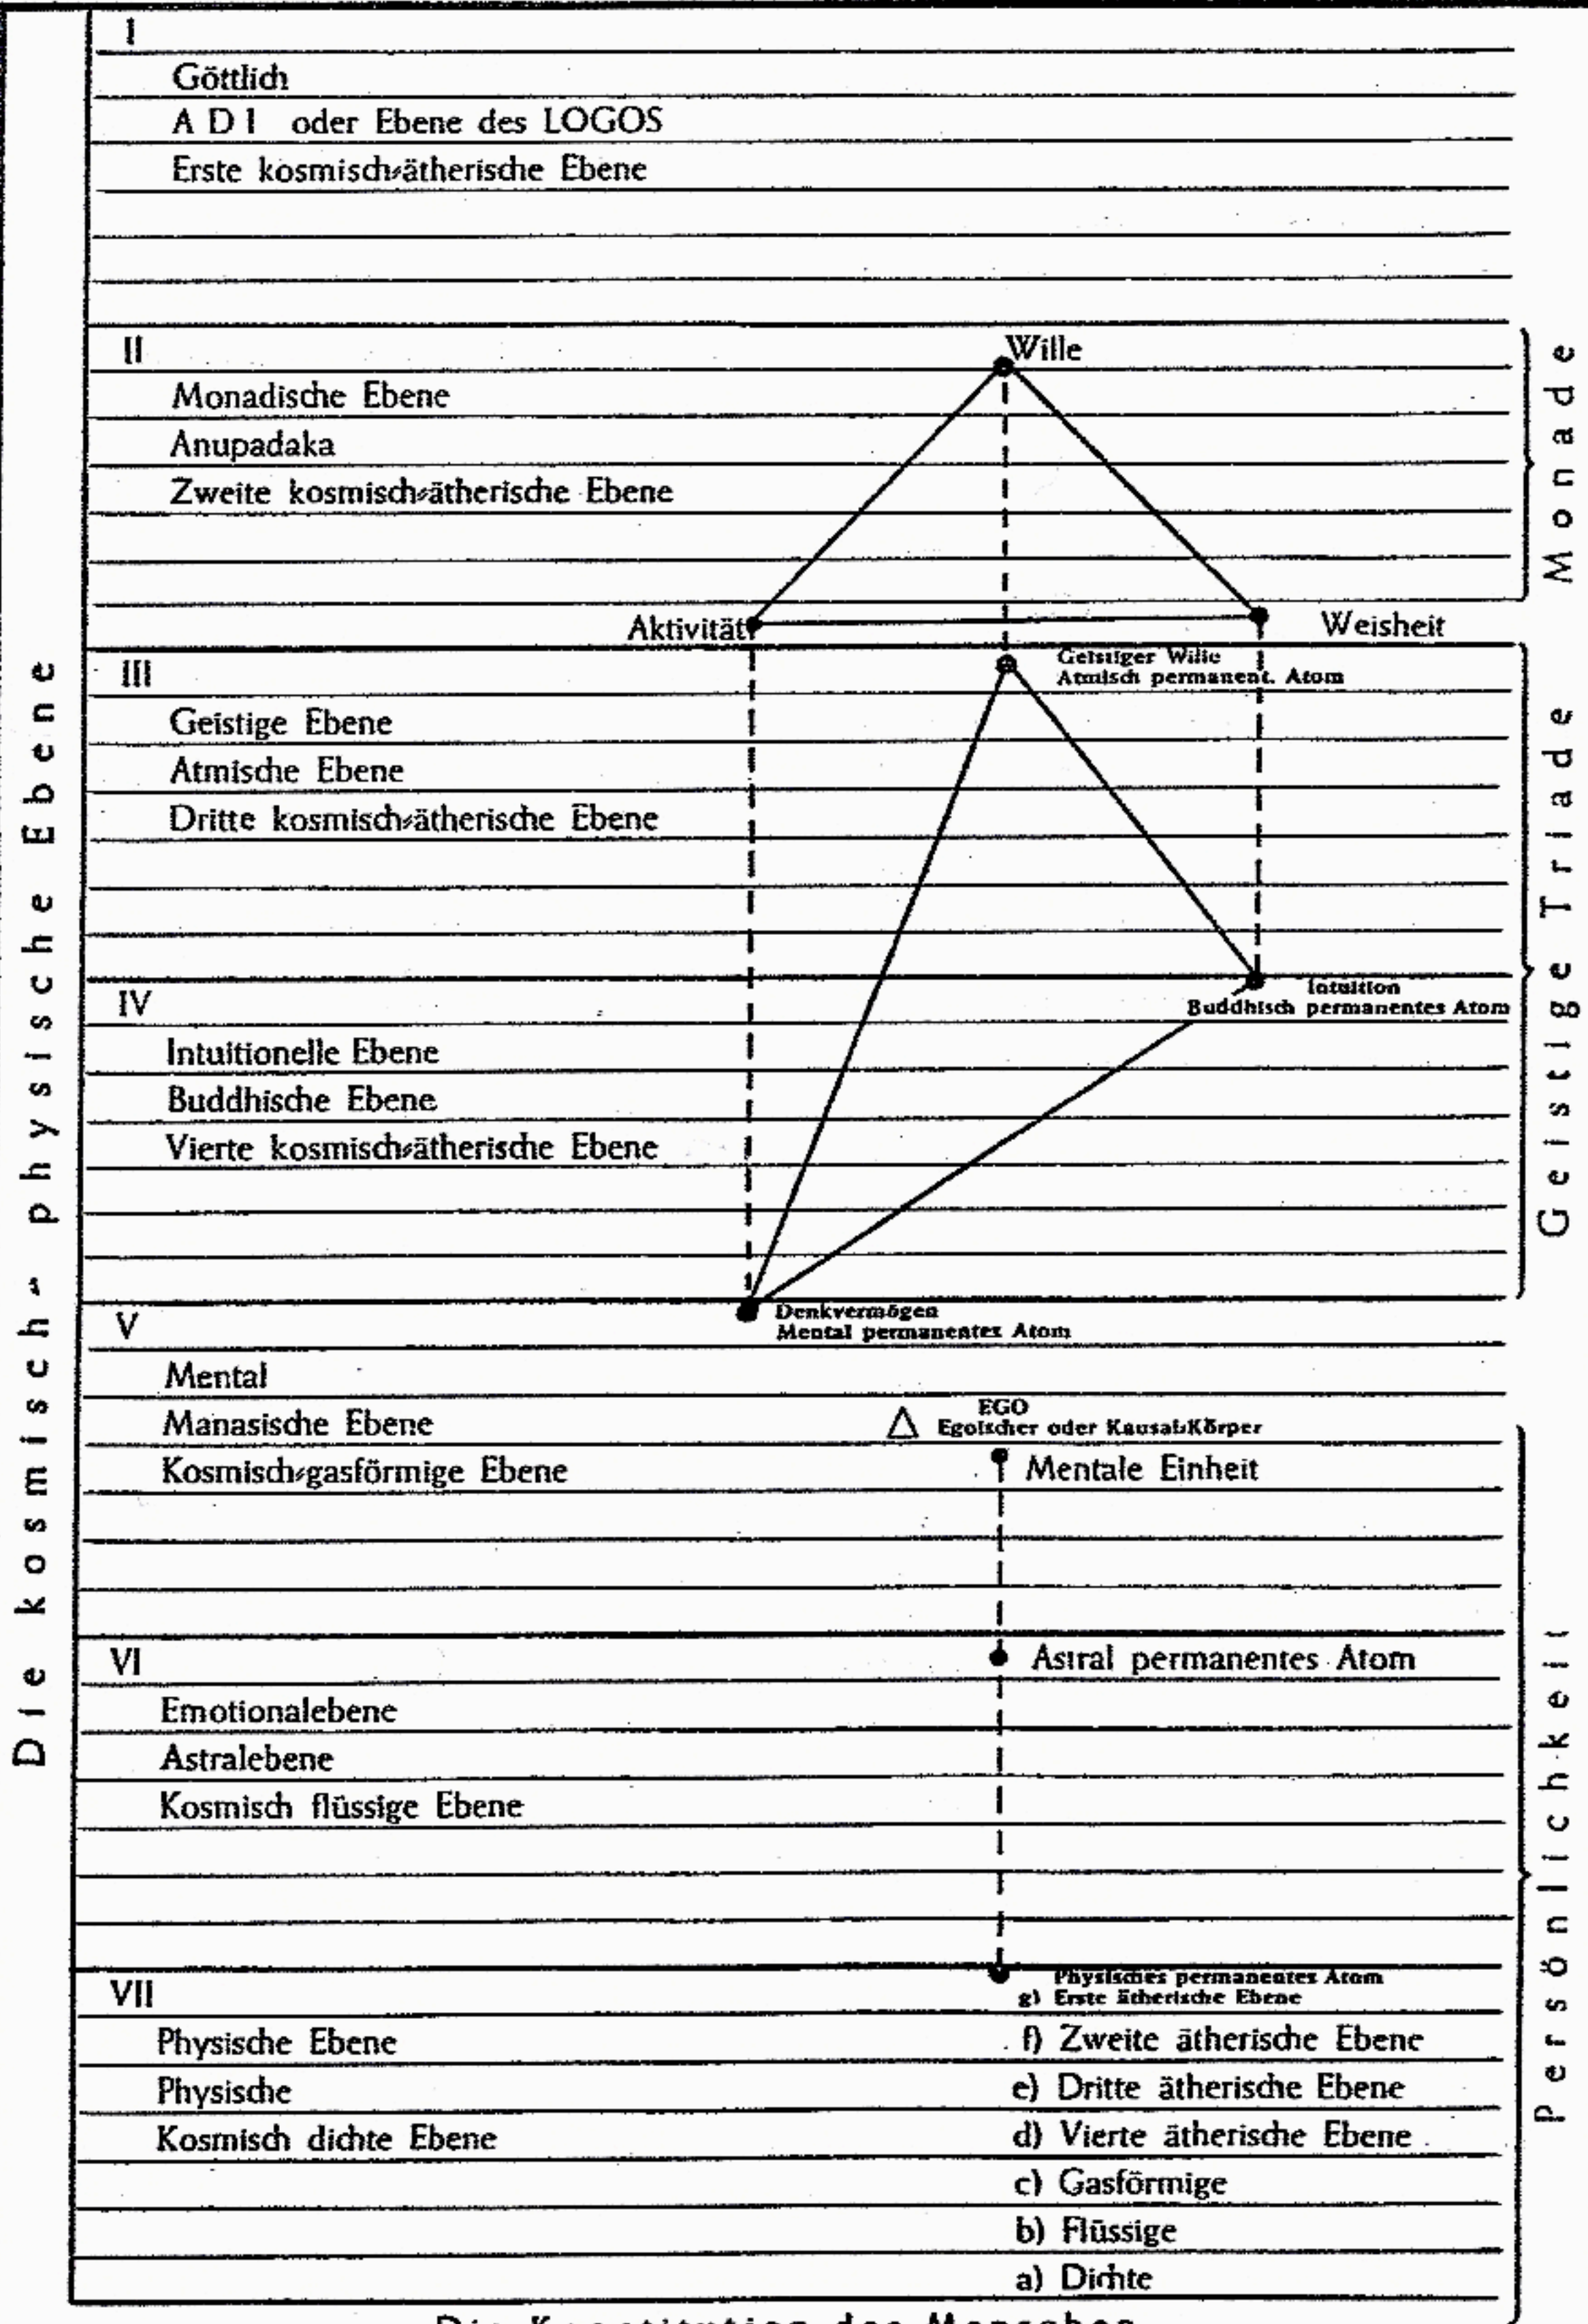 I
Göttlich
A D I oder Ebene des LOGOS
Erste kosmisch-ätherische Ebene
II
Wille
Monadische Ebene
Anupadaka
Zweite kosmisch-ätherische Ebene
Aktivität
Weisheit
Monade
III
Geistiger Wille
Atmisch permanent. Atom
Geistige Ebene
Atmische Ebene
Dritte kosmisch-ätherische Ebene
IV
Intuition
Buddhisch permanentes Atom
Intuitionelle Ebene
Buddhische Ebene
Vierte kosmisch-ätherische Ebene
Geistige Triade
V
Denkvermögen
Mental permanentes Atom
Mental
Manasische Ebene
EGO
Egoischer oder Kausal-Körper
Kosmisch-gasförmige Ebene
Mentale Einheit
VI
Astral permanentes Atom
Emotionalebene
Astralebene
Kosmisch flüssige Ebene
VII
Physisches permanentes Atom
g) Erste ätherische Ebene
Physische Ebene
f) Zweite ätherische Ebene
Physische
e) Dritte ätherische Ebene
Kosmisch dichte Ebene
d) Vierte ätherische Ebene
c) Gasförmige
b) Flüssige
a) Dichte
Persönlichkeit
Die kosmisch-physische Ebene
Die Konstitution des Menschen